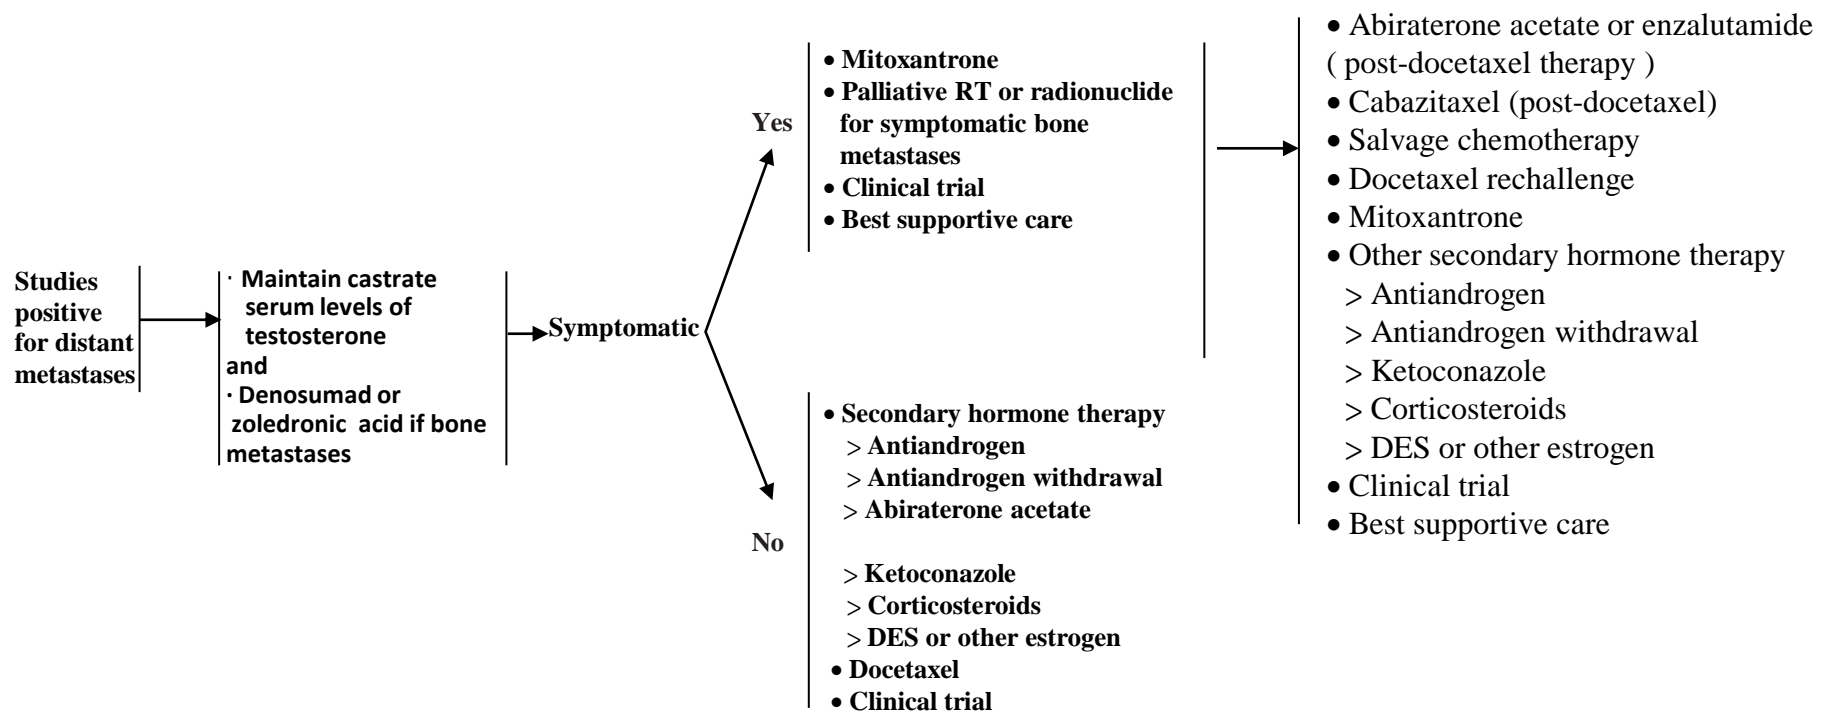 Studies
positive
for distant
metastases
· Maintain castrate
serum levels of
testosterone
and
· Denosumad or
zoledronic acid if bone
metastases
Symptomatic
Yes
• Mitoxantrone
• Palliative RT or radionuclide
for symptomatic bone
metastases
• Clinical trial
• Best supportive care
No
• Secondary hormone therapy
> Antiandrogen
> Antiandrogen withdrawal
> Abiraterone acetate
> Ketoconazole
> Corticosteroids
> DES or other estrogen
• Docetaxel
• Clinical trial
• Abiraterone acetate or enzalutamide
( post-docetaxel therapy )
• Cabazitaxel (post-docetaxel)
• Salvage chemotherapy
• Docetaxel rechallenge
• Mitoxantrone
• Other secondary hormone therapy
> Antiandrogen
> Antiandrogen withdrawal
> Ketoconazole
> Corticosteroids
> DES or other estrogen
• Clinical trial
• Best supportive care